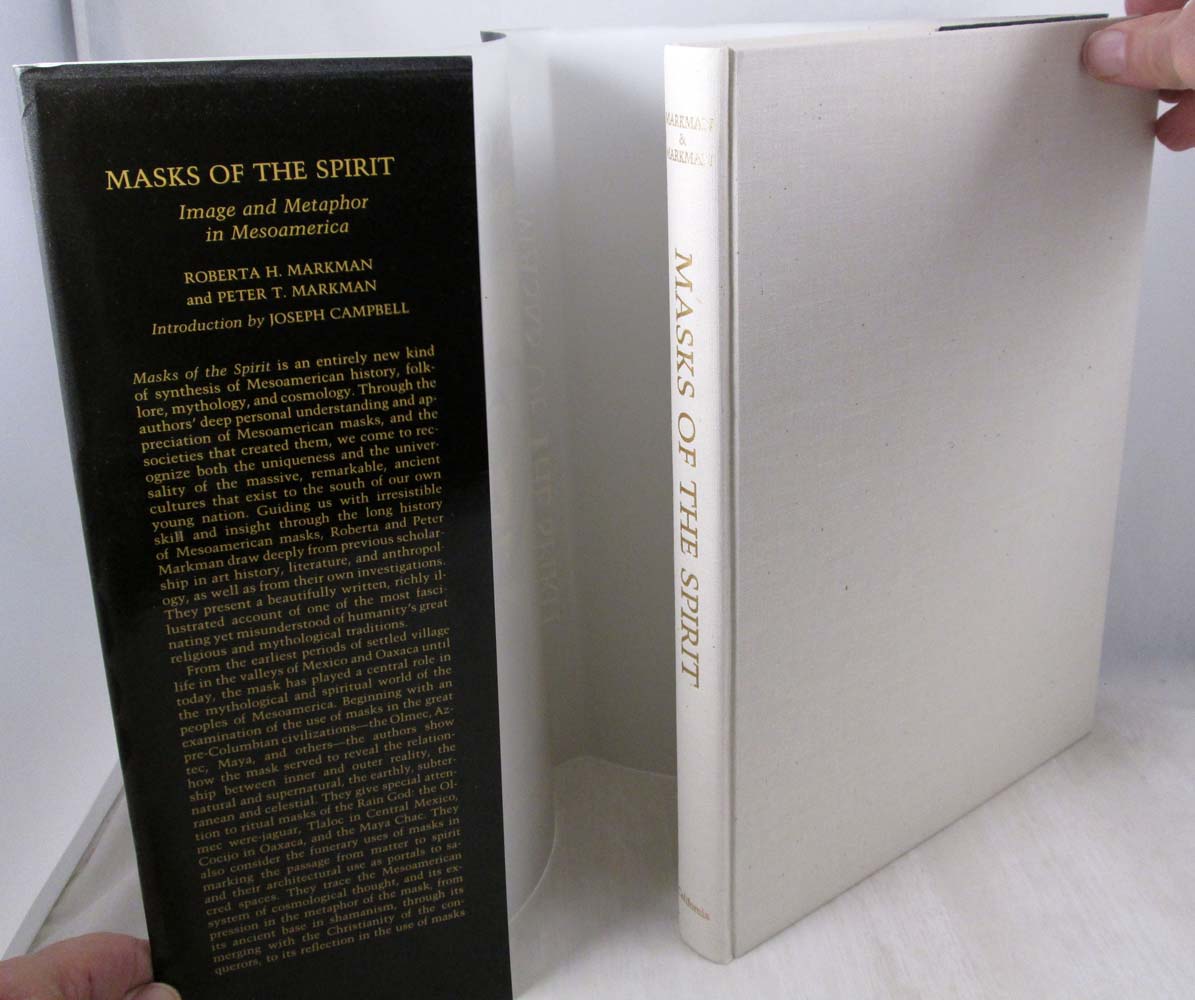 MASKS OF THE SPIRIT
Image and Metaphor
in Mesoamerica
ROBERTA H. MARKMAN
and PETER T. MARKMAN
Introduction by JOSEPH CAMPBELL
Masks of the Spirit is an entirely new kind
of synthesis of Mesoamerican history, folk-
lore, mythology, and cosmology. Through the
authors' deep personal understanding and ap-
preciation of Mesoamerican masks, and the
societies that created them, we come to rec-
ognize both the uniqueness and the univer-
sality of the massive, remarkable, ancient
cultures that exist to the south of our own
young nation. Guiding us with irresistible
skill and insight through the long history
of Mesoamerican masks, Roberta and Peter
Markman draw deeply from previous scholar-
ship in art history, literature, and anthropol-
ogy, as well as from their own investigations.
They present a beautifully written, richly il-
lustrated account of one of the most fasci-
nating yet misunderstood of humanity's great
religious and mythological traditions.
From the earliest periods of settled village
life in the valleys of Mexico and Oaxaca until
today, the mask has played a central role in
the mythological and spiritual world of the
peoples of Mesoamerica. Beginning with an
examination of the use of masks in the great
pre-Columbian civilizations—the Olmec, Az-
tec, Maya, and others—the authors show
how the mask served to reveal the relation-
ship between inner and outer reality, the
natural and supernatural, the earthly, subter-
ranean and celestial. They give special atten-
tion to ritual masks of the Rain God: the Ol-
mec were-jaguar, Tlaloc in Central Mexico,
Cocijo in Oaxaca, and the Maya Chac. They
also consider the funerary uses of masks in
marking the passage from matter to spirit
and their architectural use as portals to sa-
cred spaces. They trace the Mesoamerican
system of cosmological thought, and its ex-
pression in the metaphor of the mask, from
its ancient base in shamanism, through its
merging with the Christianity of the con-
querors, to its reflection in the use of masks
MARKMAN
&
MARKMAN
MASKS OF THE SPIRIT
California